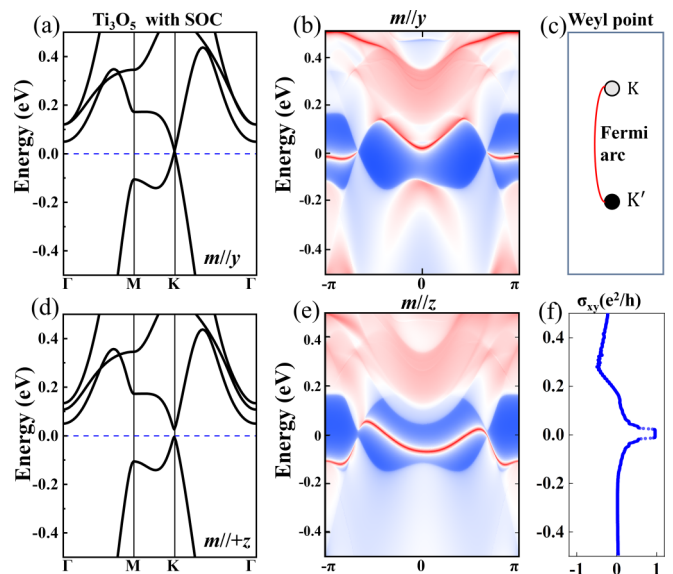 (a) Ti₃O₅ with SOC
Energy (eV)
0.4
0.2
0.0
-0.2
-0.4
m//y
Γ M K Γ
(b) m//y
Energy (eV)
0.4
0.2
0
-0.2
-0.4
-π 0 π
(c) Weyl point
K
Fermi
arc
K′
(d)
Energy (eV)
0.4
0.2
0.0
-0.2
-0.4
m//+z
Γ M K Γ
(e) m//z
Energy (eV)
0.4
0.2
0
-0.2
-0.4
-π 0 π
(f) σxy(e²/h)
0.4
0.2
0.0
0.2
-0.4
-1 0 1